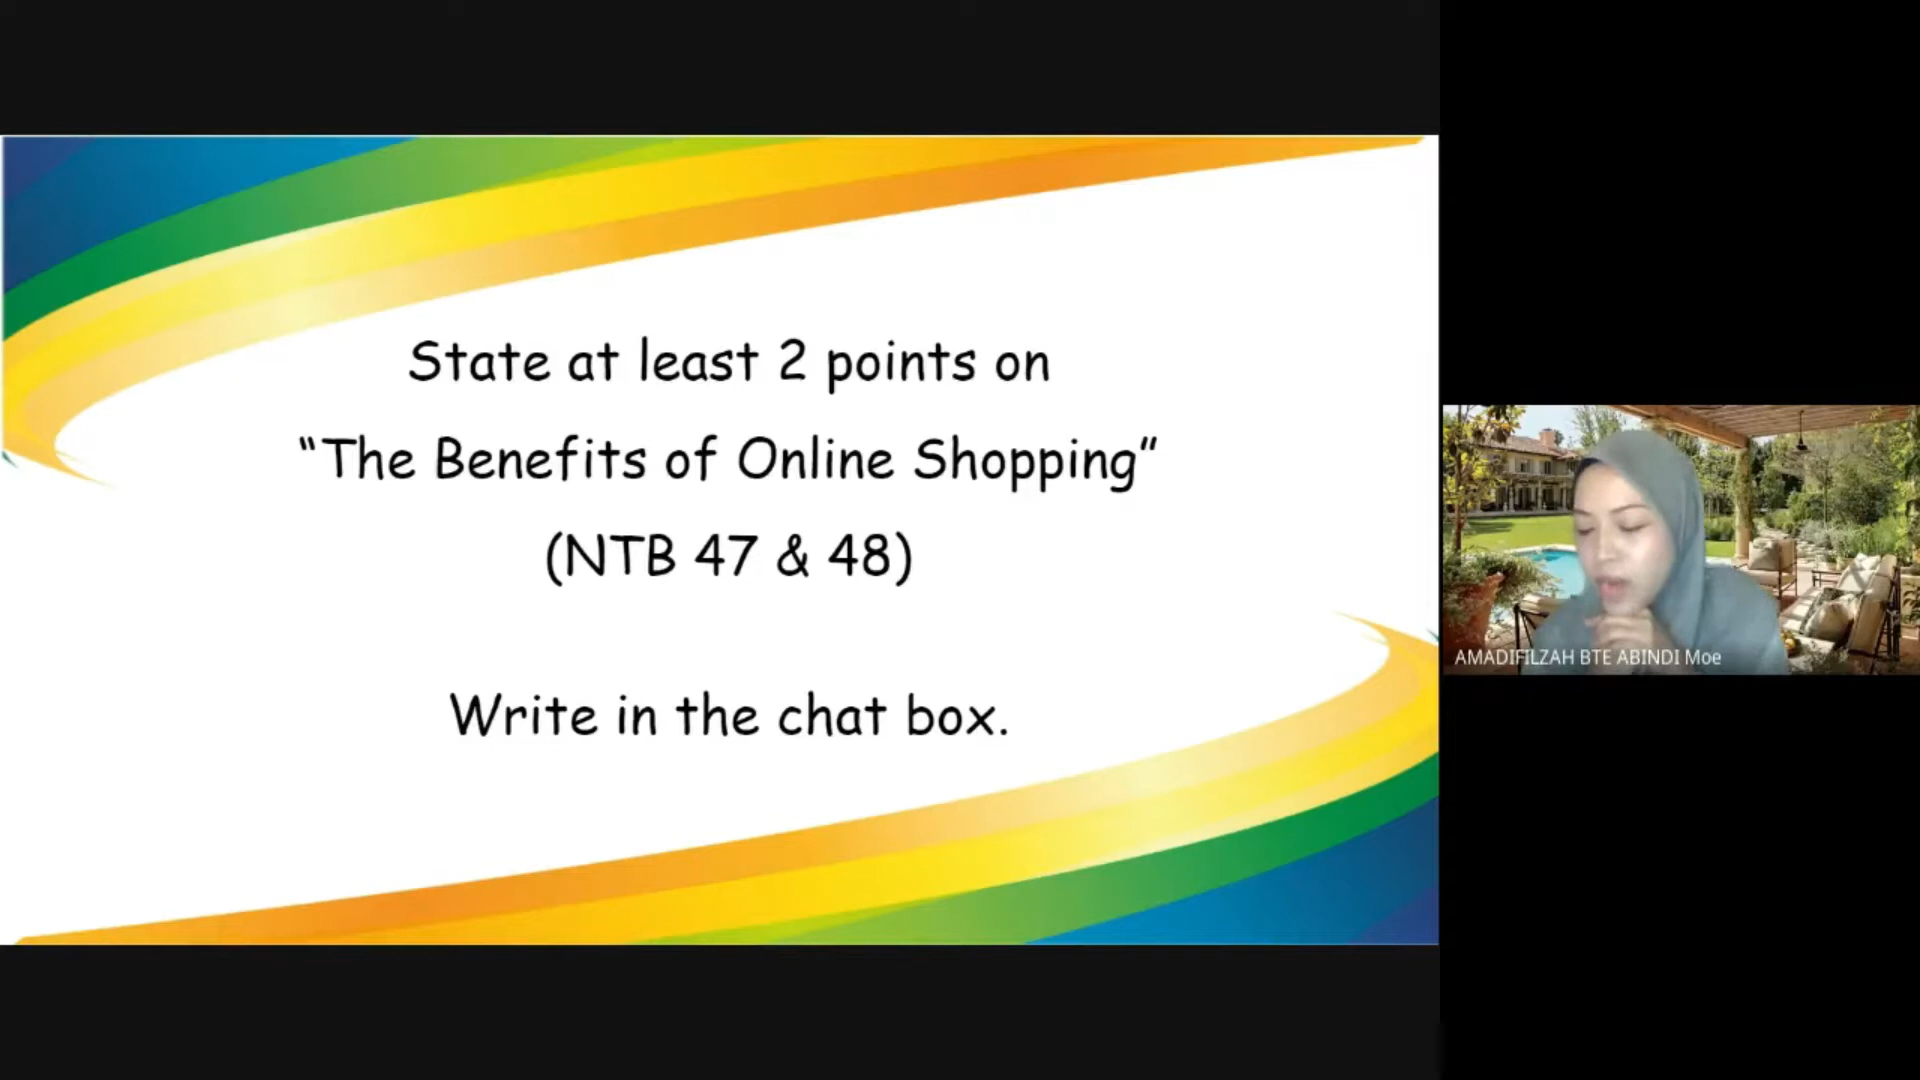 State at least 2 points on
“The Benefits of Online Shopping”
(NTB 47 & 48)
Write in the chat box.
AMADIFILZAH BTE ABINDI Moe